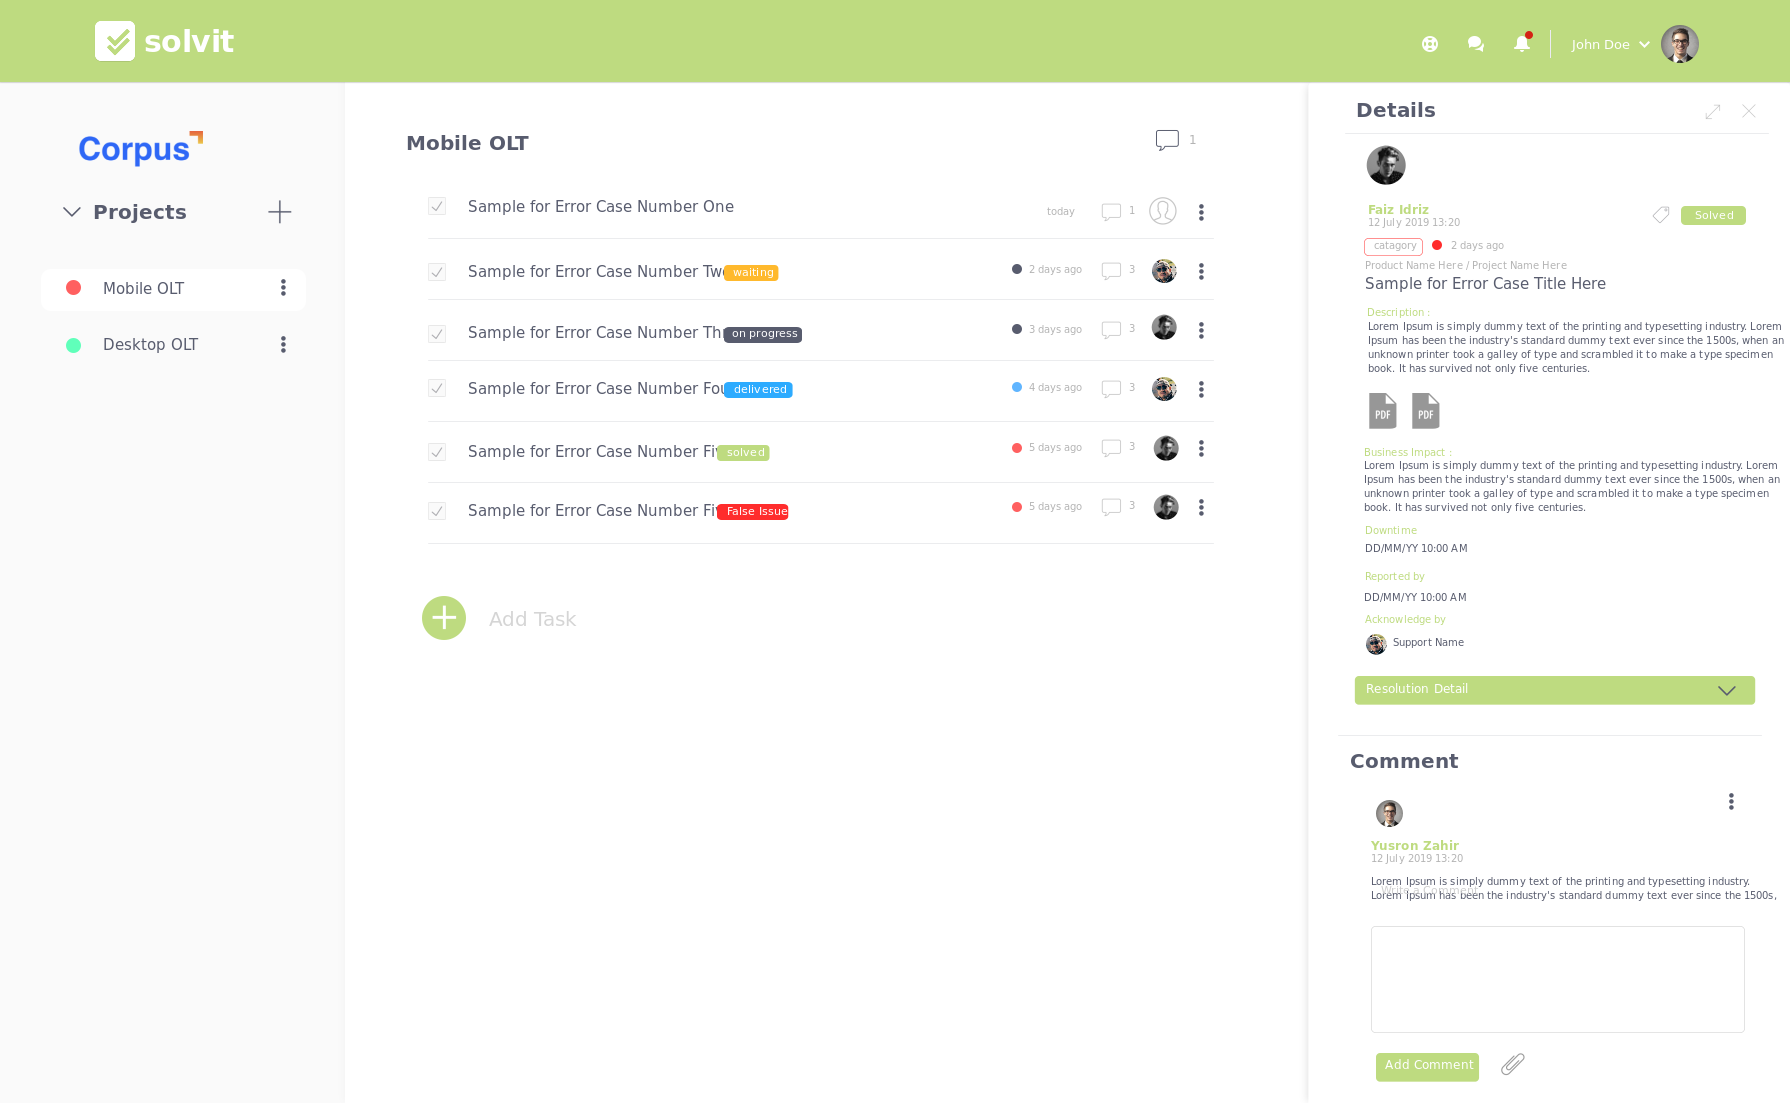 solvit
John Doe
Corpus
Projects
Mobile OLT
Desktop OLT
Mobile OLT
1
Sample for Error Case Number One
today
1
Sample for Error Case Number Two
waiting
2 days ago
3
Sample for Error Case Number Th
on progress
3 days ago
3
Sample for Error Case Number Fou
delivered
4 days ago
3
Sample for Error Case Number Fiv
solved
5 days ago
3
Sample for Error Case Number Fiv
False Issue
5 days ago
3
Add Task
Details
Faiz Idriz
12 July 2019 13:20
Solved
catagory
2 days ago
Product Name Here / Project Name Here
Sample for Error Case Title Here
Description :
Lorem Ipsum is simply dummy text of the printing and typesetting industry. Lorem
Ipsum has been the industry's standard dummy text ever since the 1500s, when an
unknown printer took a galley of type and scrambled it to make a type specimen
book. It has survived not only five centuries.
PDF
PDF
Business Impact :
Lorem Ipsum is simply dummy text of the printing and typesetting industry. Lorem
Ipsum has been the industry's standard dummy text ever since the 1500s, when an
unknown printer took a galley of type and scrambled it to make a type specimen
book. It has survived not only five centuries.
Downtime
DD/MM/YY 10:00 AM
Reported by
DD/MM/YY 10:00 AM
Acknowledge by
Support Name
Resolution Detail
Comment
Yusron Zahir
12 July 2019 13:20
Lorem Ipsum is simply dummy text of the printing and typesetting industry.
Write a Comment
Lorem Ipsum has been the industry's standard dummy text ever since the 1500s,
Add Comment